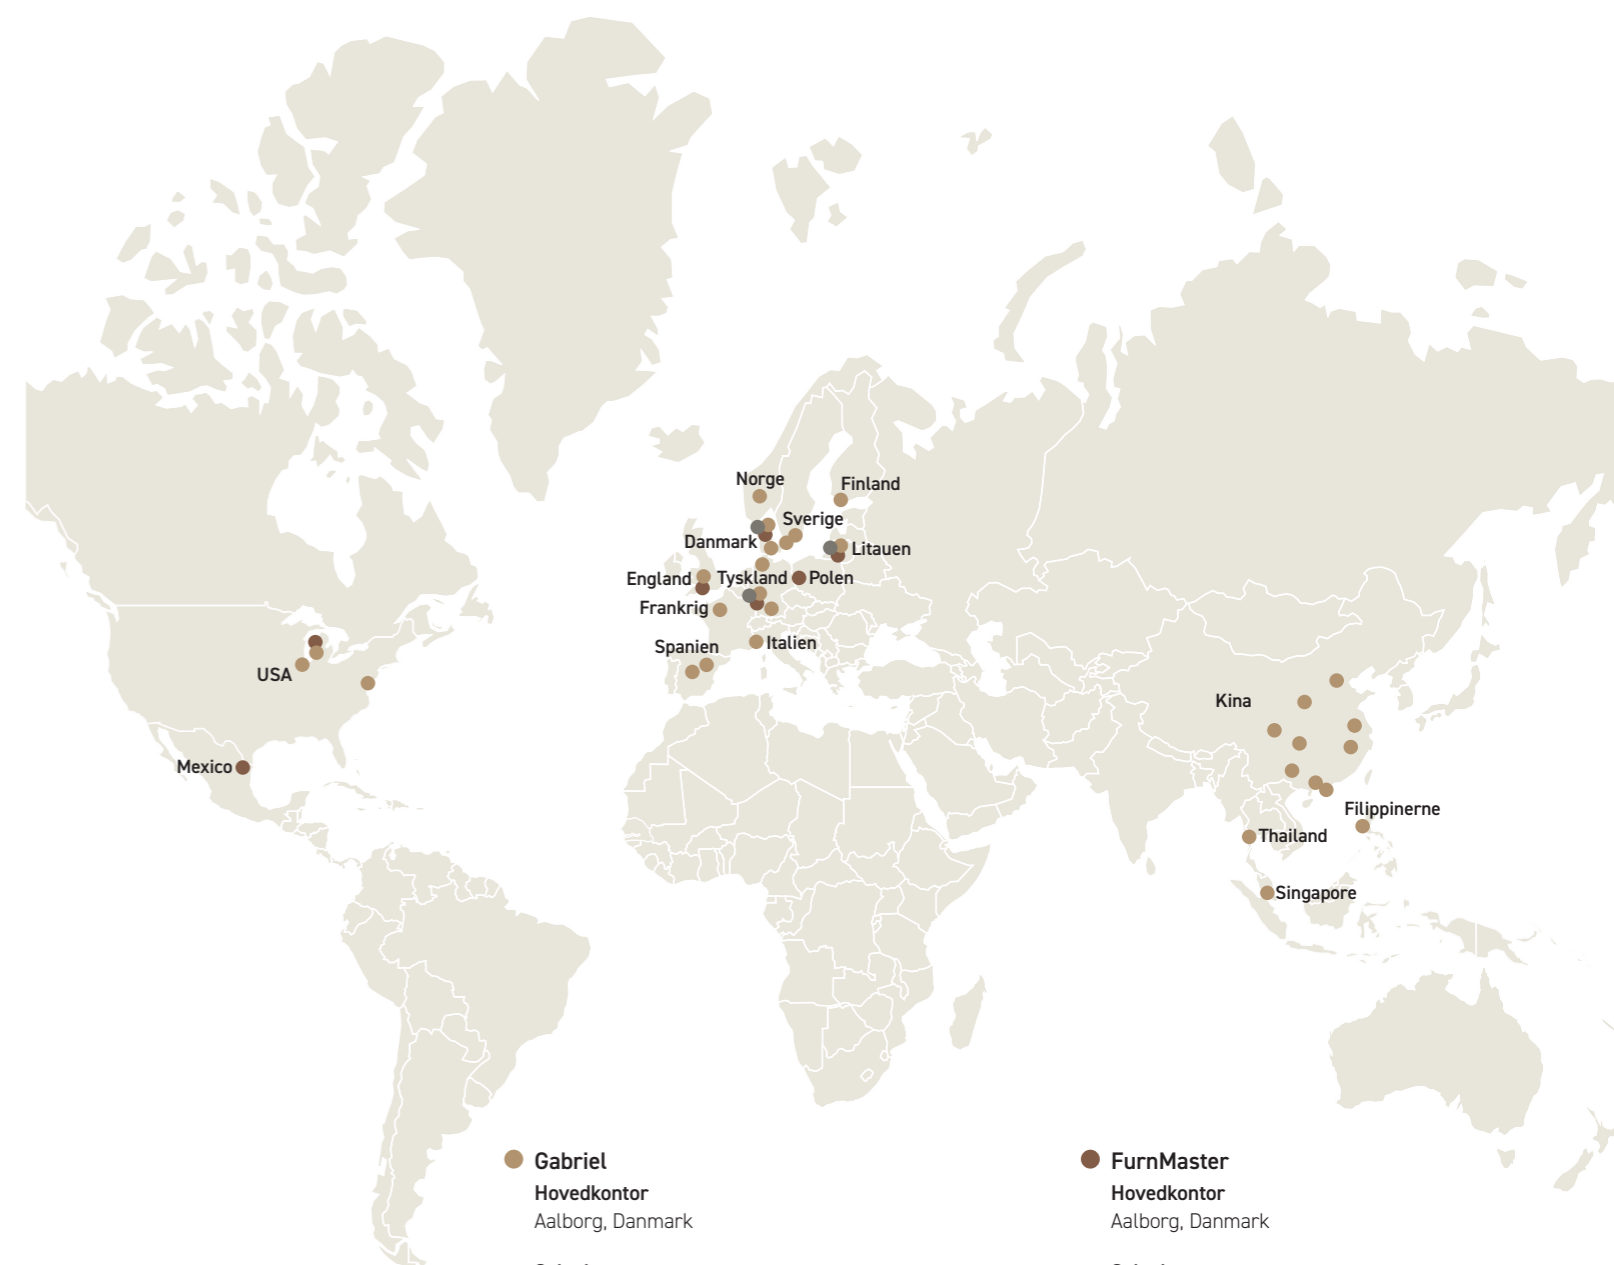 Norge
Finland
Sverige
Danmark
Litauen
England
Tyskland
Polen
Frankrig
Spanien
Italien
USA
Kina
Mexico
Filippinerne
Thailand
Singapore
Gabriel
Hovedkontor
Aalborg, Danmark
FurnMaster
Hovedkontor
Aalborg, Danmark